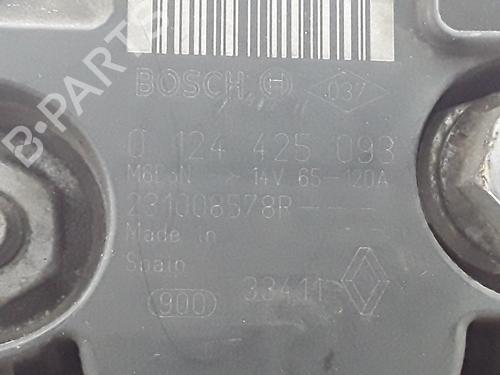 BOSCH 037
0 124 425 093
14V 65-120A
231008578R----
Made in
Spain
900 33411
B-PARTS